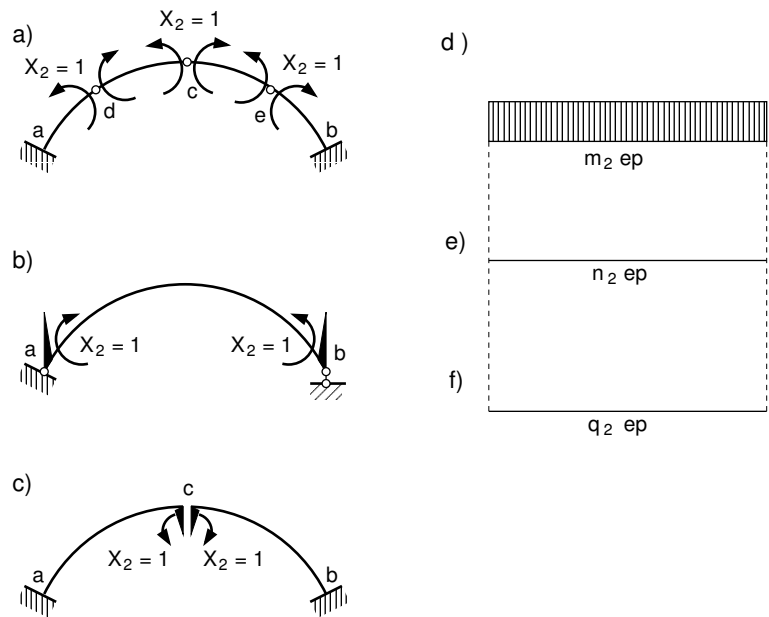 a)
X2 = 1
X2 = 1
X2 = 1
a
d
c
e
b
b)
a
X2 = 1
X2 = 1
b
c)
c
a
X2 = 1
X2 = 1
b
d )
m2 ep
e)
n2 ep
f)
q2 ep